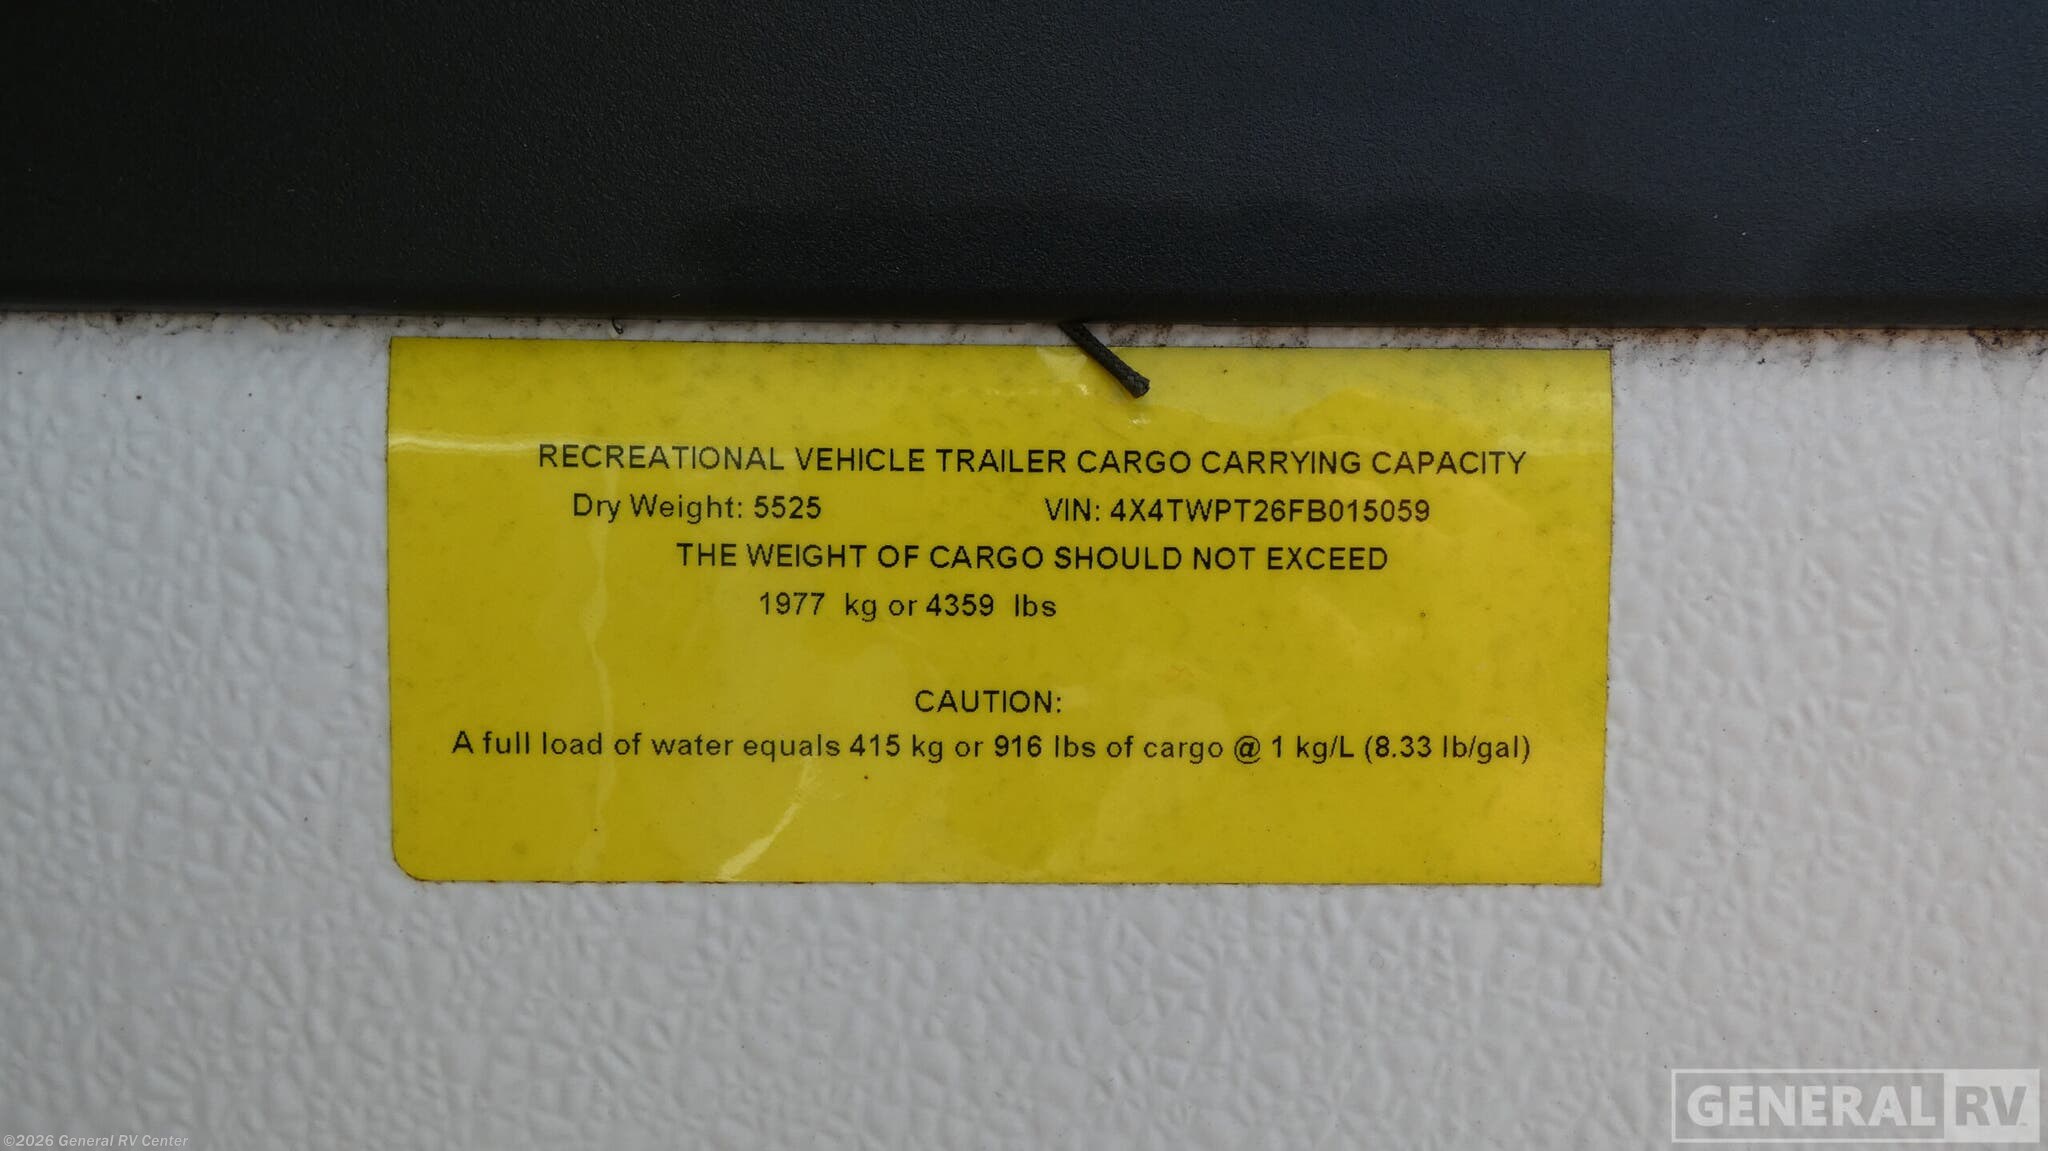 RECREATIONAL VEHICLE TRAILER CARGO CARRYING CAPACITY
Dry Weight: 5525 VIN: 4X4TWPT26FB015059
THE WEIGHT OF CARGO SHOULD NOT EXCEED
1977 kg or 4359 lbs
CAUTION:
A full load of water equals 415 kg or 916 lbs of cargo @ 1 kg/L (8.33 lb/gal)
GENERAL RV
©2026 General RV Center